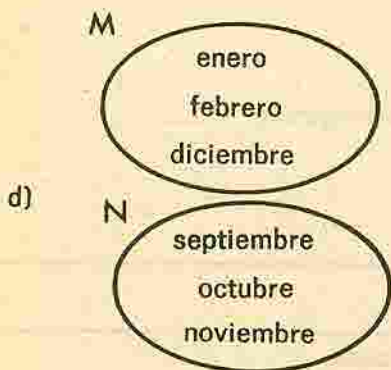 M
enero
febrero
diciembre
d)
N
septiembre
octubre
noviembre